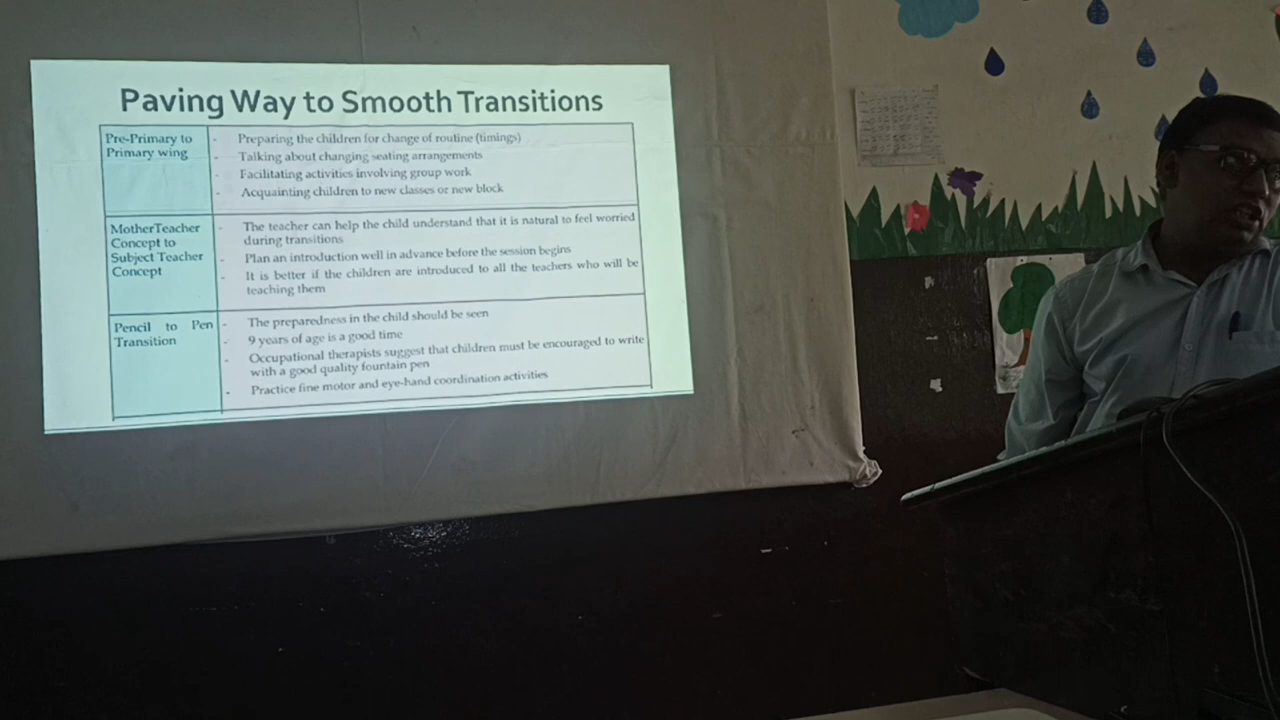 Paving Way to Smooth Transitions
Pre-Primary to
Primary wing
- Preparing the children for change of routine (timings)
- Talking about changing seating arrangements
- Facilitating activities involving group work
- Acquainting children to new classes or new block
MotherTeacher
Concept to
Subject Teacher
Concept
- The teacher can help the child understand that it is natural to feel worried
during transitions
- Plan an introduction well in advance before the session begins
- It is better if the children are introduced to all the teachers who will be
teaching them
Pencil to Pen
Transition
- The preparedness in the child should be seen
- 9 years of age is a good time
- Occupational therapists suggest that children must be encouraged to write
with a good quality fountain pen
- Practice fine motor and eye-hand coordination activities